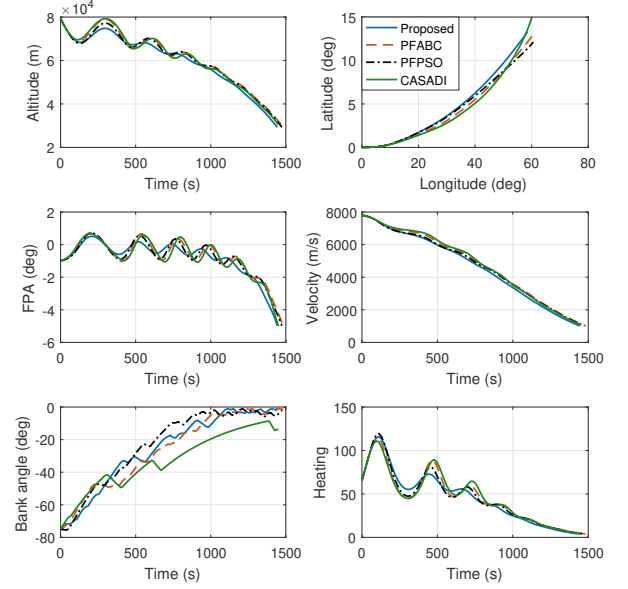 8 × 10⁴
6
4
2
Altitude (m)
0 500 1000 1500
Time (s)
15
10
5
0
Latitude (deg)
Proposed
PFABC
PFPSO
CASADI
0 20 40 60 80
Longitude (deg)
2
0
-2
-4
-6
FPA (deg)
0 500 1000 1500
Time (s)
8000
6000
4000
2000
0
Velocity (m/s)
0 500 1000 1500
Time (s)
0
-20
-40
-60
-80
Bank angle (deg)
0 500 1000 1500
Time (s)
150
100
50
0
Heating
0 500 1000 1500
Time (s)